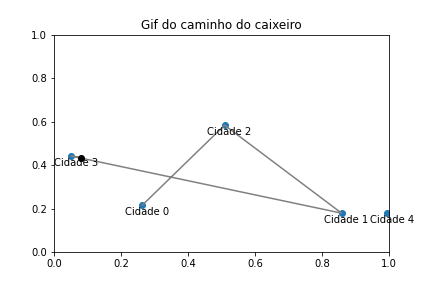 Gif do caminho do caixeiro
1.0
0.8
0.6
Cidade 2
0.4
Cidade 3
0.2
Cidade 0
Cidade 1
Cidade 4
0.0
0.0 0.2 0.4 0.6 0.8 1.0